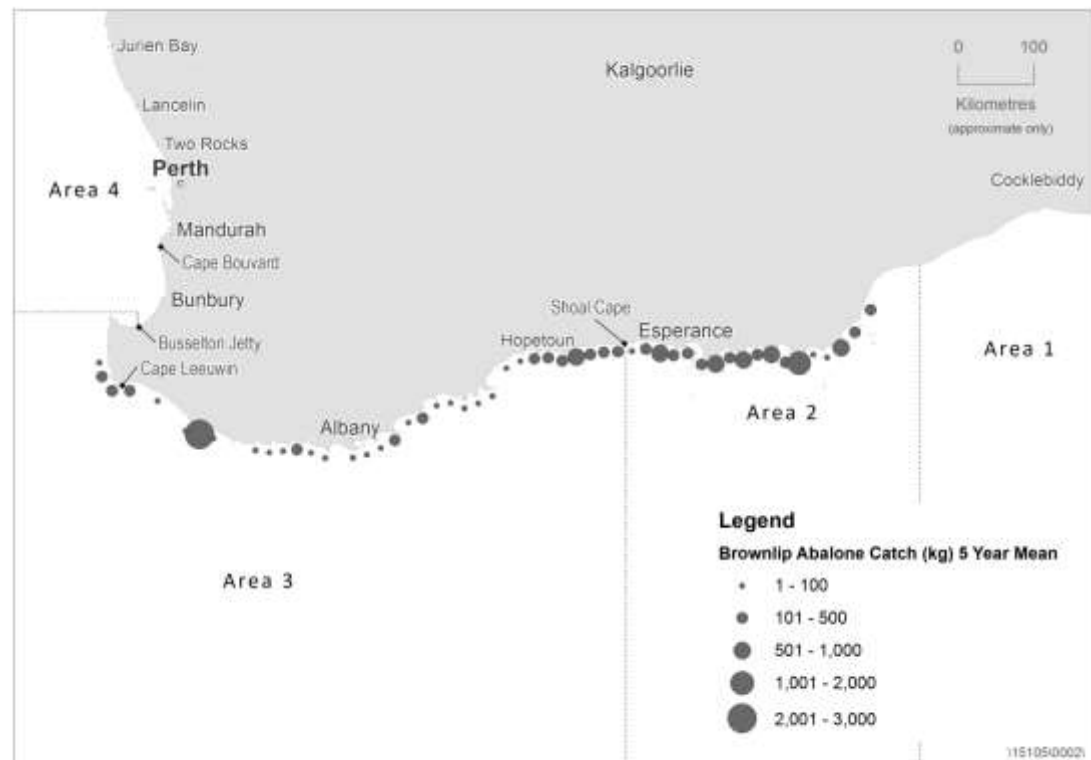 Jurien Bay
Kalgoorlie
0 100
Kilometres
(approximate only)
Lancelin
Two Rocks
Perth
Area 4
Cocklebiddy
Mandurah
Cape Bouvard
Bunbury
Shoal Cape
Esperance
Hopetoun
Busselton Jetty
Area 1
Cape Leeuwin
Area 2
Albany
Legend
Brownlip Abalone Catch (kg) 5 Year Mean
Area 3
1 - 100
101 - 500
501 - 1,000
1,001 - 2,000
2,001 - 3,000